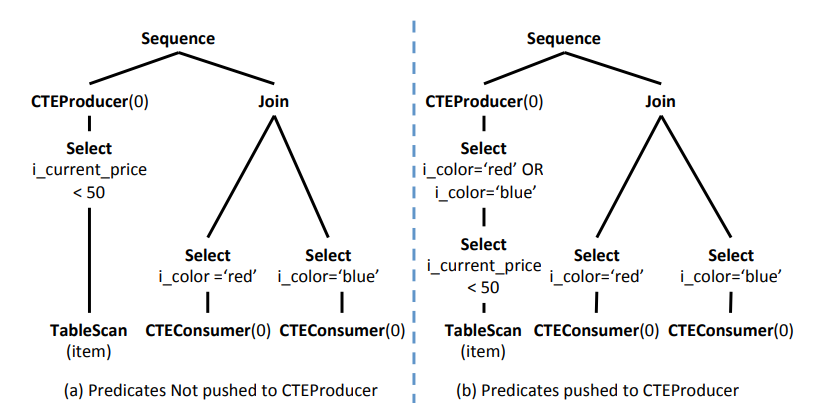 Sequence
CTEProducer(0)
Join
Select
i_current_price
< 50
Select
i_color =‘red’
Select
i_color=‘blue’
TableScan
(item)
CTEConsumer(0)
CTEConsumer(0)
(a) Predicates Not pushed to CTEProducer
Sequence
CTEProducer(0)
Join
Select
i_color=‘red’ OR
i_color=‘blue’
Select
i_current_price
< 50
Select
i_color=‘red’
Select
i_color=‘blue’
TableScan
(item)
CTEConsumer(0)
CTEConsumer(0)
(b) Predicates pushed to CTEProducer